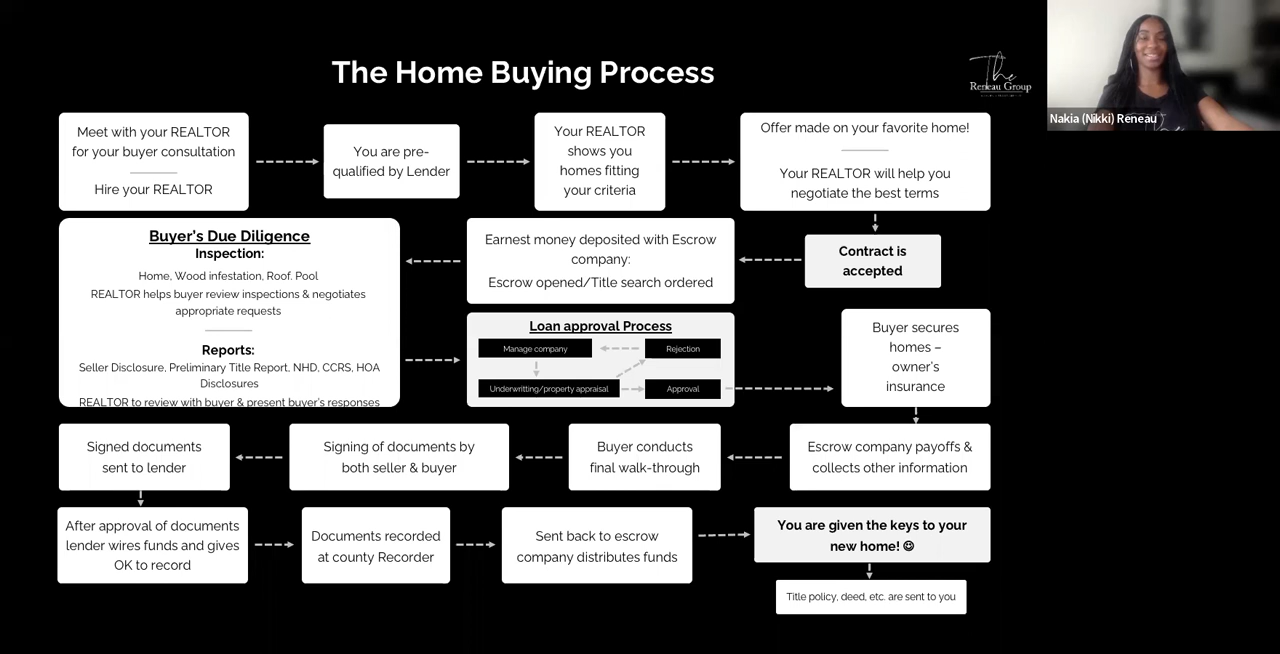 The Home Buying Process
The
Reneau Group
Nakia (Nikki) Reneau
Meet with your REALTOR
for your buyer consultation
Hire your REALTOR
You are pre-
qualified by Lender
Your REALTOR
shows you
homes fitting
your criteria
Offer made on your favorite home!
Your REALTOR will help you
negotiate the best terms
Contract is
accepted
Earnest money deposited with Escrow
company:
Escrow opened/Title search ordered
Buyer's Due Diligence
Inspection:
Home, Wood infestation, Roof. Pool
REALTOR helps buyer review inspections & negotiates
appropriate requests
Reports:
Seller Disclosure, Preliminary Title Report, NHD, CCRS, HOA
Disclosures
REALTOR to review with buyer & present buyer's responses
Loan approval Process
Manage company
Rejection
Underwritting/property appraisal
Approval
Buyer secures
homes –
owner's
insurance
Escrow company payoffs &
collects other information
Buyer conducts
final walk-through
Signing of documents by
both seller & buyer
Signed documents
sent to lender
After approval of documents
lender wires funds and gives
OK to record
Documents recorded
at county Recorder
Sent back to escrow
company distributes funds
You are given the keys to your
new home! 😃
Title policy, deed, etc. are sent to you